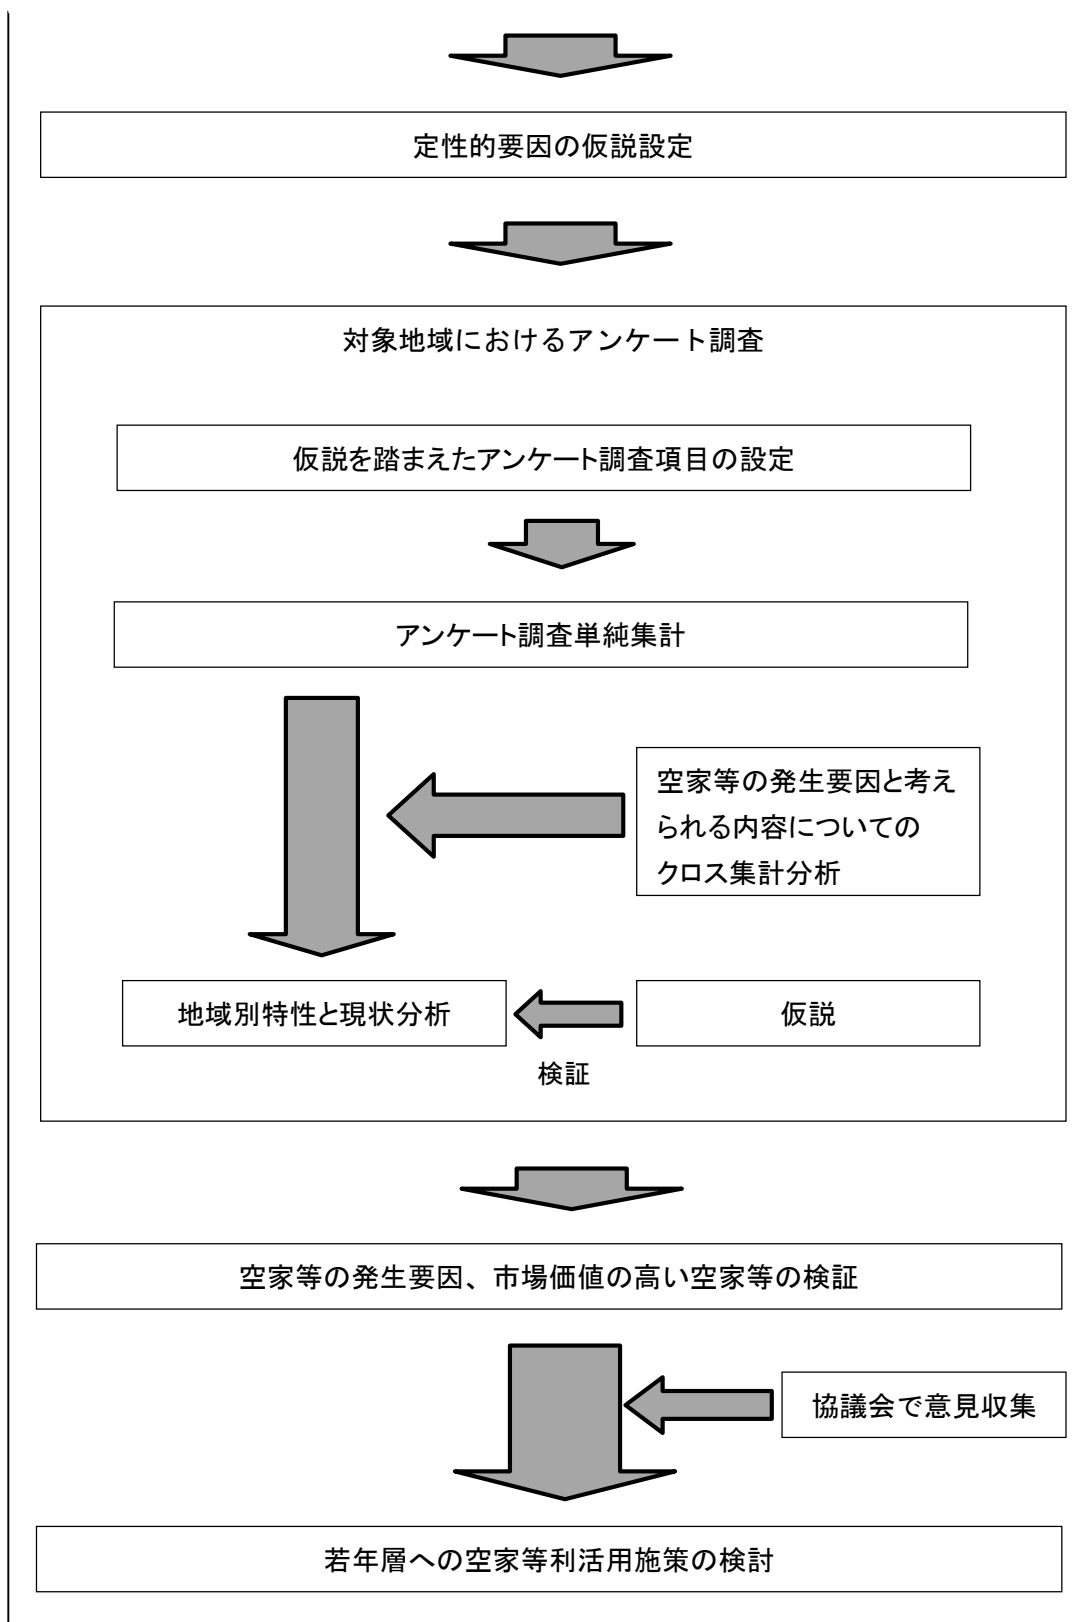 定性的要因の仮説設定
対象地域におけるアンケート調査
仮説を踏まえたアンケート調査項目の設定
アンケート調査単純集計
空家等の発生要因と考え
られる内容についての
クロス集計分析
地域別特性と現状分析
仮説
検証
空家等の発生要因、市場価値の高い空家等の検証
協議会で意見収集
若年層への空家等利活用施策の検討